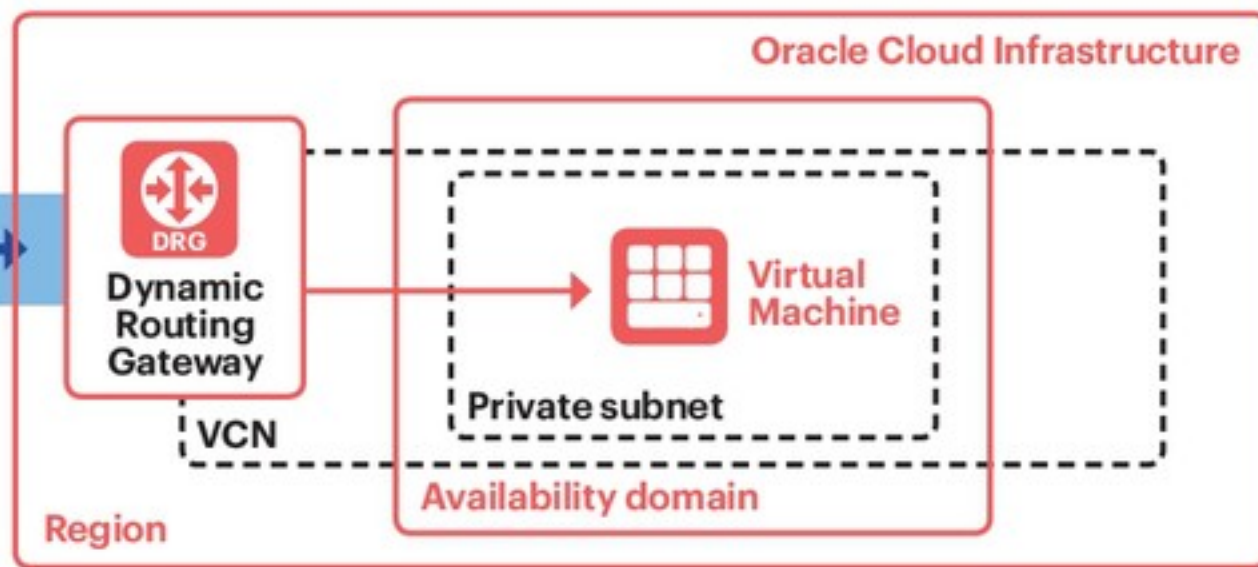 Oracle Cloud Infrastructure
DRG
Dynamic
Routing
Gateway
Virtual
Machine
Private subnet
VCN
Availability domain
Region